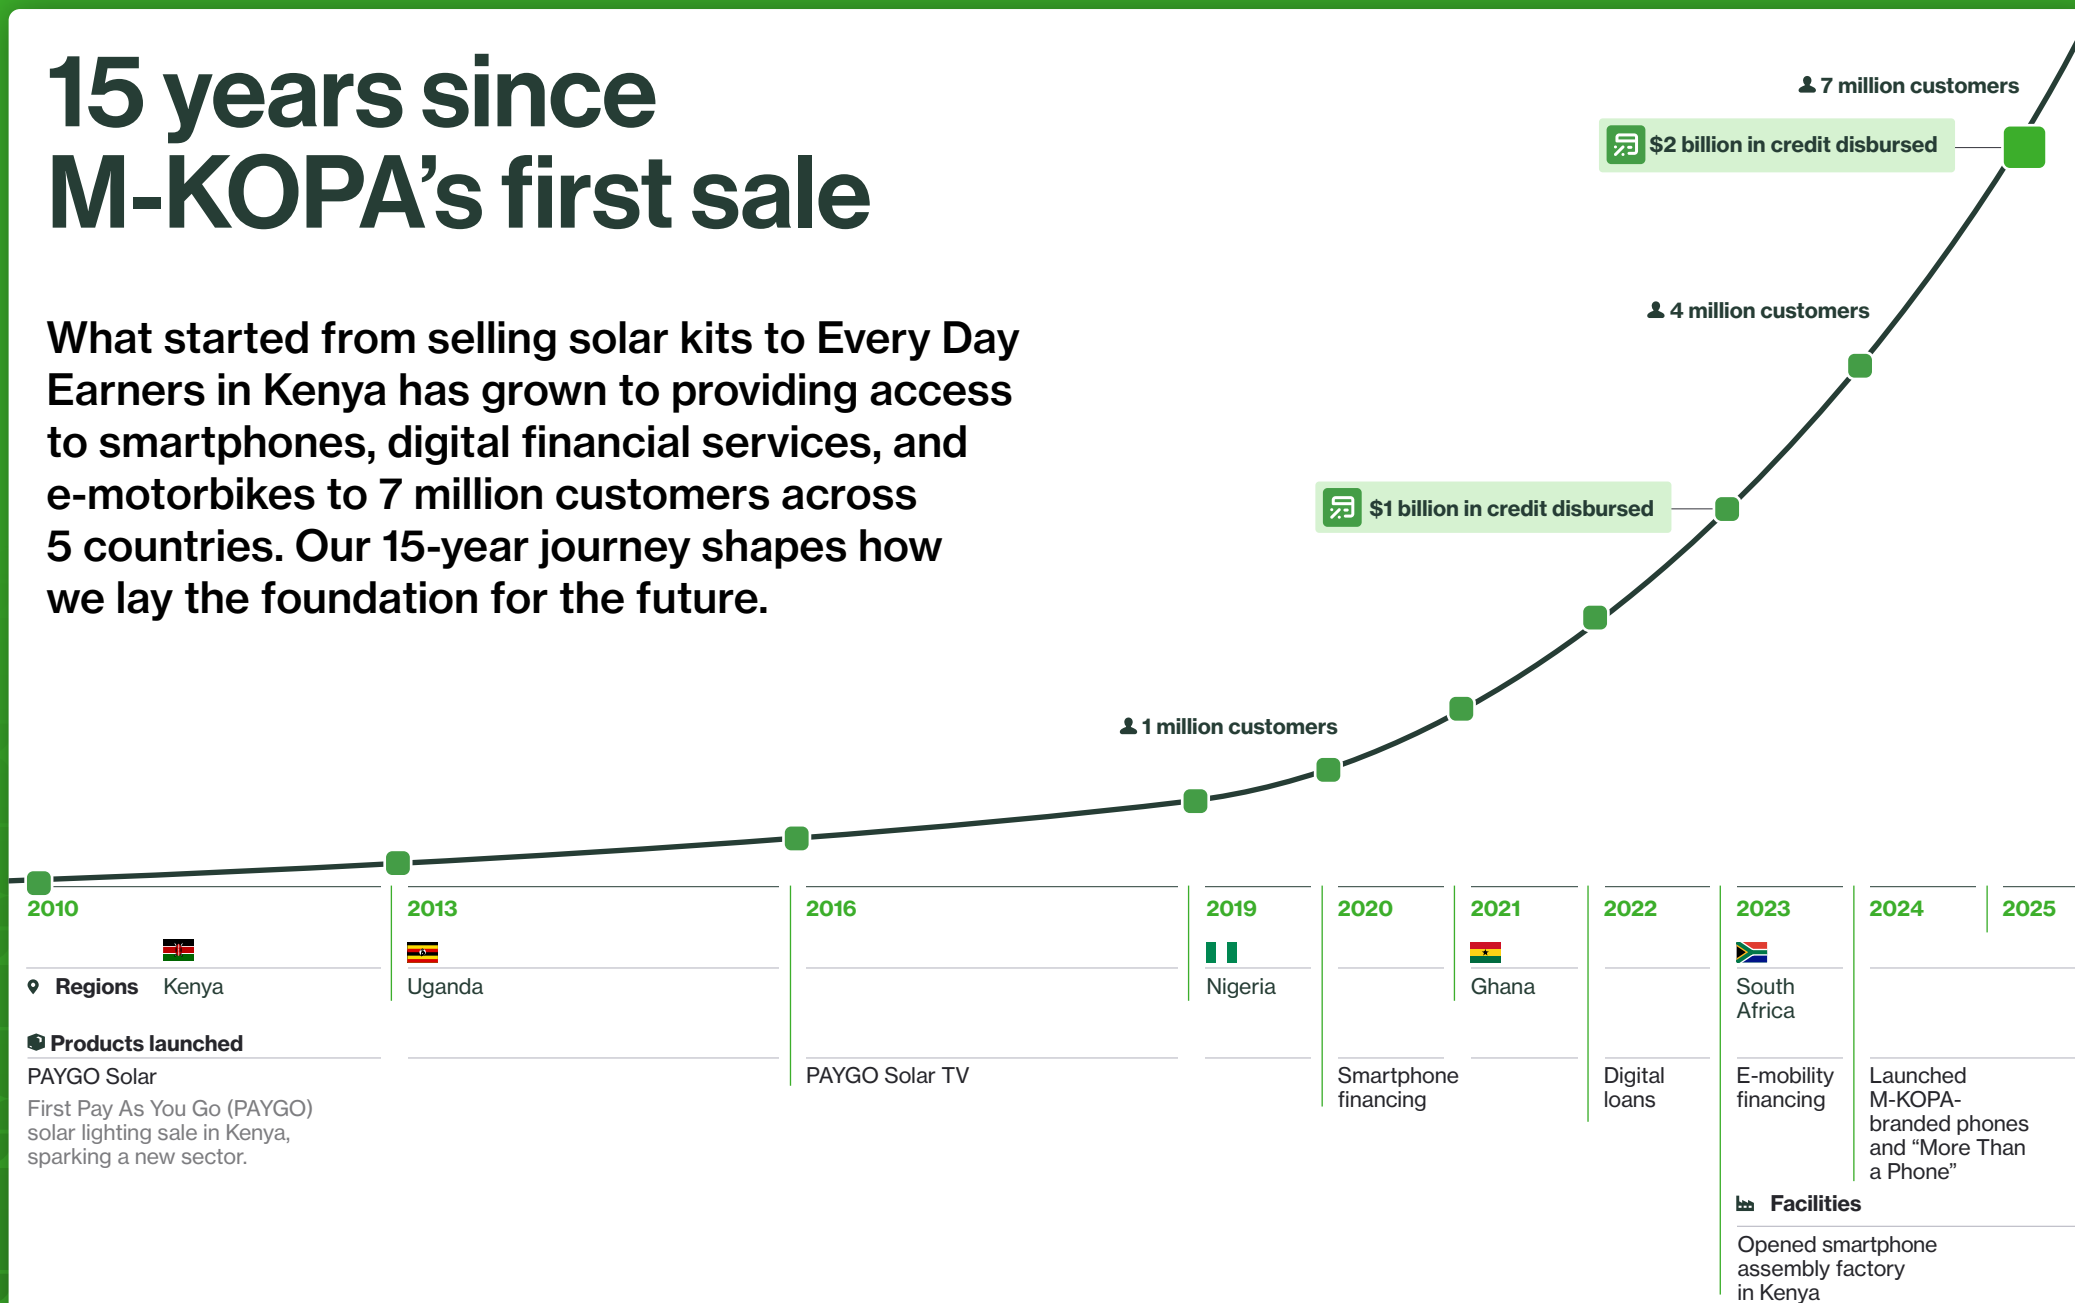 15 years since
M-KOPA’s first sale
What started from selling solar kits to Every Day
Earners in Kenya has grown to providing access
to smartphones, digital financial services, and
e-motorbikes to 7 million customers across
5 countries. Our 15-year journey shapes how
we lay the foundation for the future.
7 million customers
$2 billion in credit disbursed
4 million customers
$1 billion in credit disbursed
1 million customers
2010
2013
2016
2019
2020
2021
2022
2023
2024
2025
Regions
Kenya
Uganda
Nigeria
Ghana
South
Africa
Products launched
PAYGO Solar
First Pay As You Go (PAYGO)
solar lighting sale in Kenya,
sparking a new sector.
PAYGO Solar TV
Smartphone
financing
Digital
loans
E-mobility
financing
Launched
M-KOPA-
branded phones
and “More Than
a Phone”
Facilities
Opened smartphone
assembly factory
in Kenya